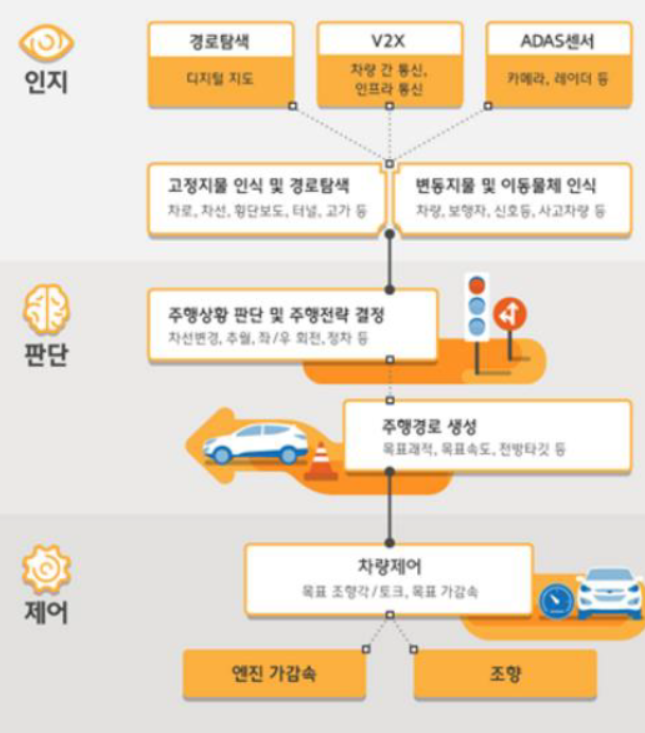 인지
경로탐색
디지털 지도
V2X
차량 간 통신,
인프라 통신
ADAS센서
카메라, 레이더 등
고정지물 인식 및 경로탐색
차로, 차선, 횡단보도, 터널, 고가 등
변동지물 및 이동물체 인식
차량, 보행자, 신호등, 사고차량 등
판단
주행상황 판단 및 주행전략 결정
차선변경, 추월, 좌/우 회전, 정차 등
주행경로 생성
목표궤적, 목표속도, 전방타깃 등
제어
차량제어
목표 조향각/토크, 목표 가감속
엔진 가감속
조향